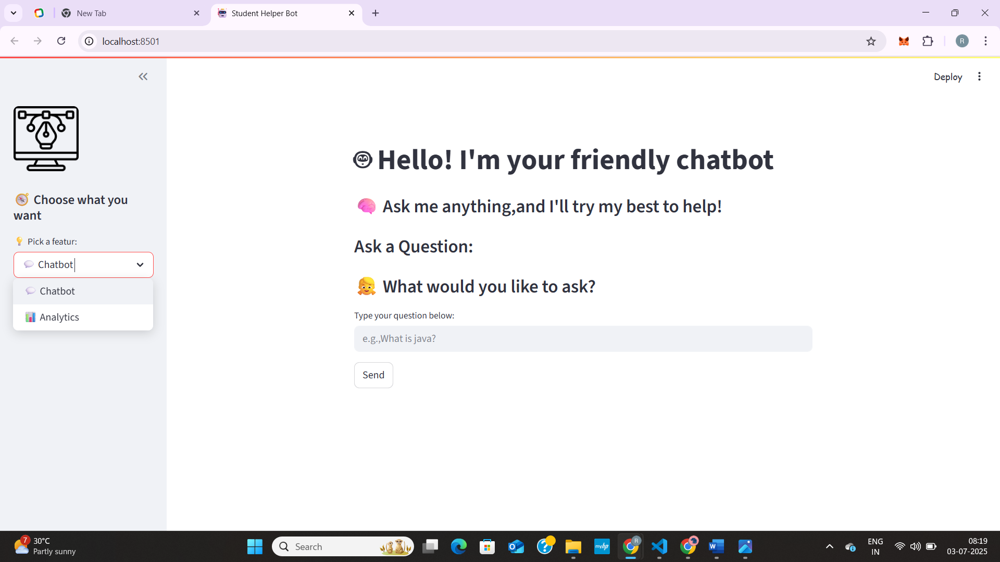 New Tab
Student Helper Bot
localhost:8501
R
Deploy
Hello! I'm your friendly chatbot
Choose what you
want
Ask me anything,and I'll try my best to help!
Pick a featur:
Ask a Question:
Chatbot
Chatbot
What would you like to ask?
Analytics
Type your question below:
e.g.,What is java?
Send
7
30°C
Partly sunny
Search
myhp
R
W
ENG
IN
08:19
03-07-2025